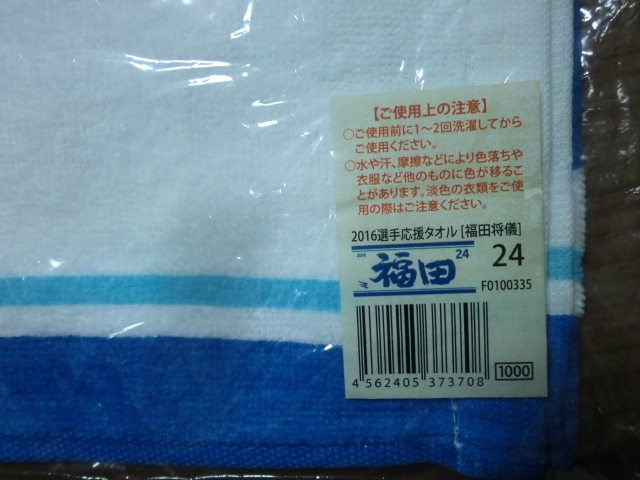 【ご使用上の注意】
○ご使用前に1～2回洗濯してから
ご使用ください。
○水や汗、摩擦などにより色落ちや
衣服など他のものに色が移るこ
とがあります。淡色の衣類をご使
用の際はご注意ください。
2016選手応援タオル [福田将儀]
2016 福田 24
24
F0100335
4 562405 373708
1000